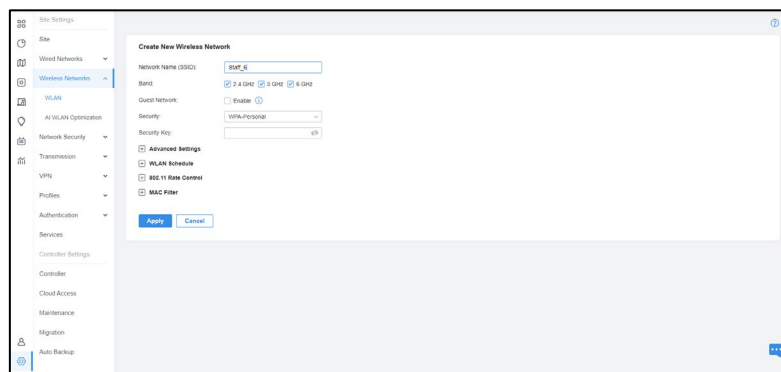 Site Settings
Site
Wired Networks
Wireless Networks
WLAN
AI WLAN Optimization
Network Security
Transmission
VPN
Profiles
Authentication
Services
Controller Settings
Controller
Cloud Access
Maintenance
Migration
Auto Backup
Create New Wireless Network
Network Name (SSID): Staff_6
Band: 2.4 GHz 5 GHz 6 GHz
Guest Network: Enable
Security: WPA-Personal
Security Key:
Advanced Settings
WLAN Schedule
802.11 Rate Control
MAC Filter
Apply Cancel